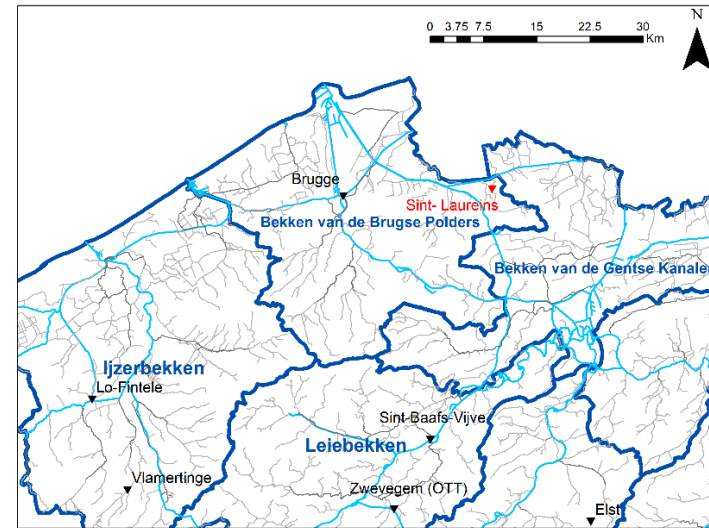 N
0 3.75 7.5 15 22.5 30
Km
Brugge
Sint- Laureins
Bekken van de Brugse Polders
Bekken van de Gentse Kanale
Ijzerbekken
Lo-Fintele
Sint-Baafs-Vijve
Leiebekken
Vlamertinge
Zwevegem (OTT)
Elst